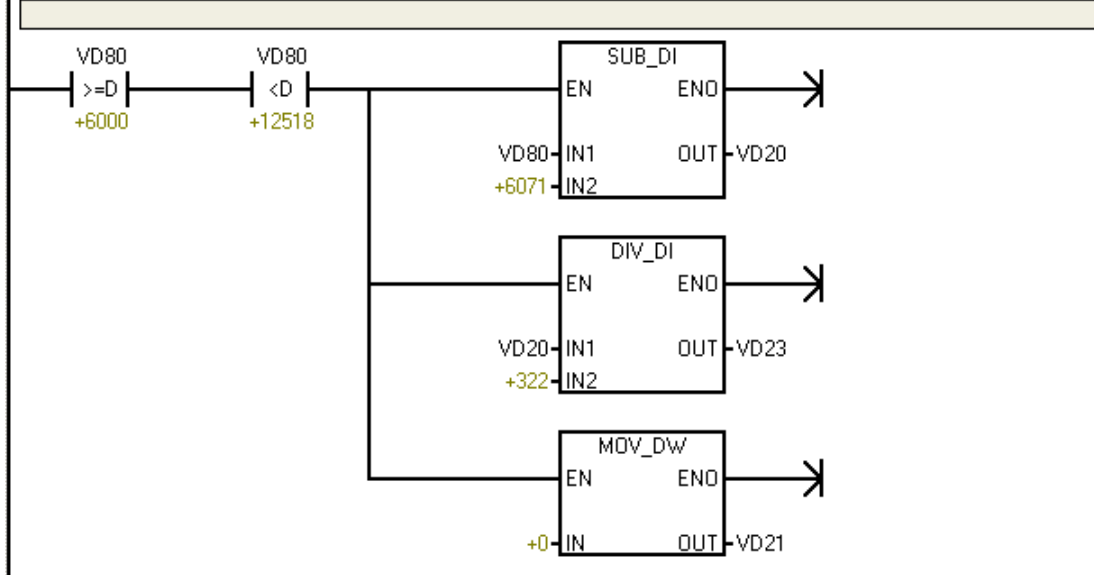 VD80 VD80 SUB_DI
>=D <D EN ENO
+6000 +12518
VD80 IN1 OUT VD20
+6071 IN2
DIV_DI
EN ENO
VD20 IN1 OUT VD23
+322 IN2
MOV_DW
EN ENO
+0 IN OUT VD21